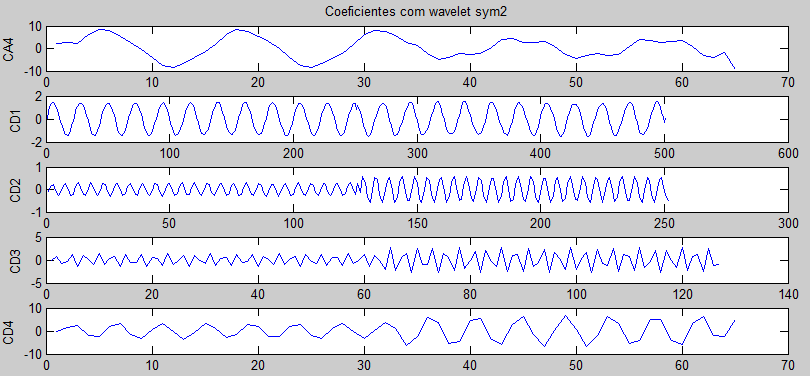 Coeficientes com wavelet sym2
10
0
-10
CA4
0 10 20 30 40 50 60 70
2
0
-2
CD1
0 100 200 300 400 500 600
1
0
-1
CD2
0 50 100 150 200 250 300
5
0
-5
CD3
0 20 40 60 80 100 120 140
10
0
-10
CD4
0 10 20 30 40 50 60 70